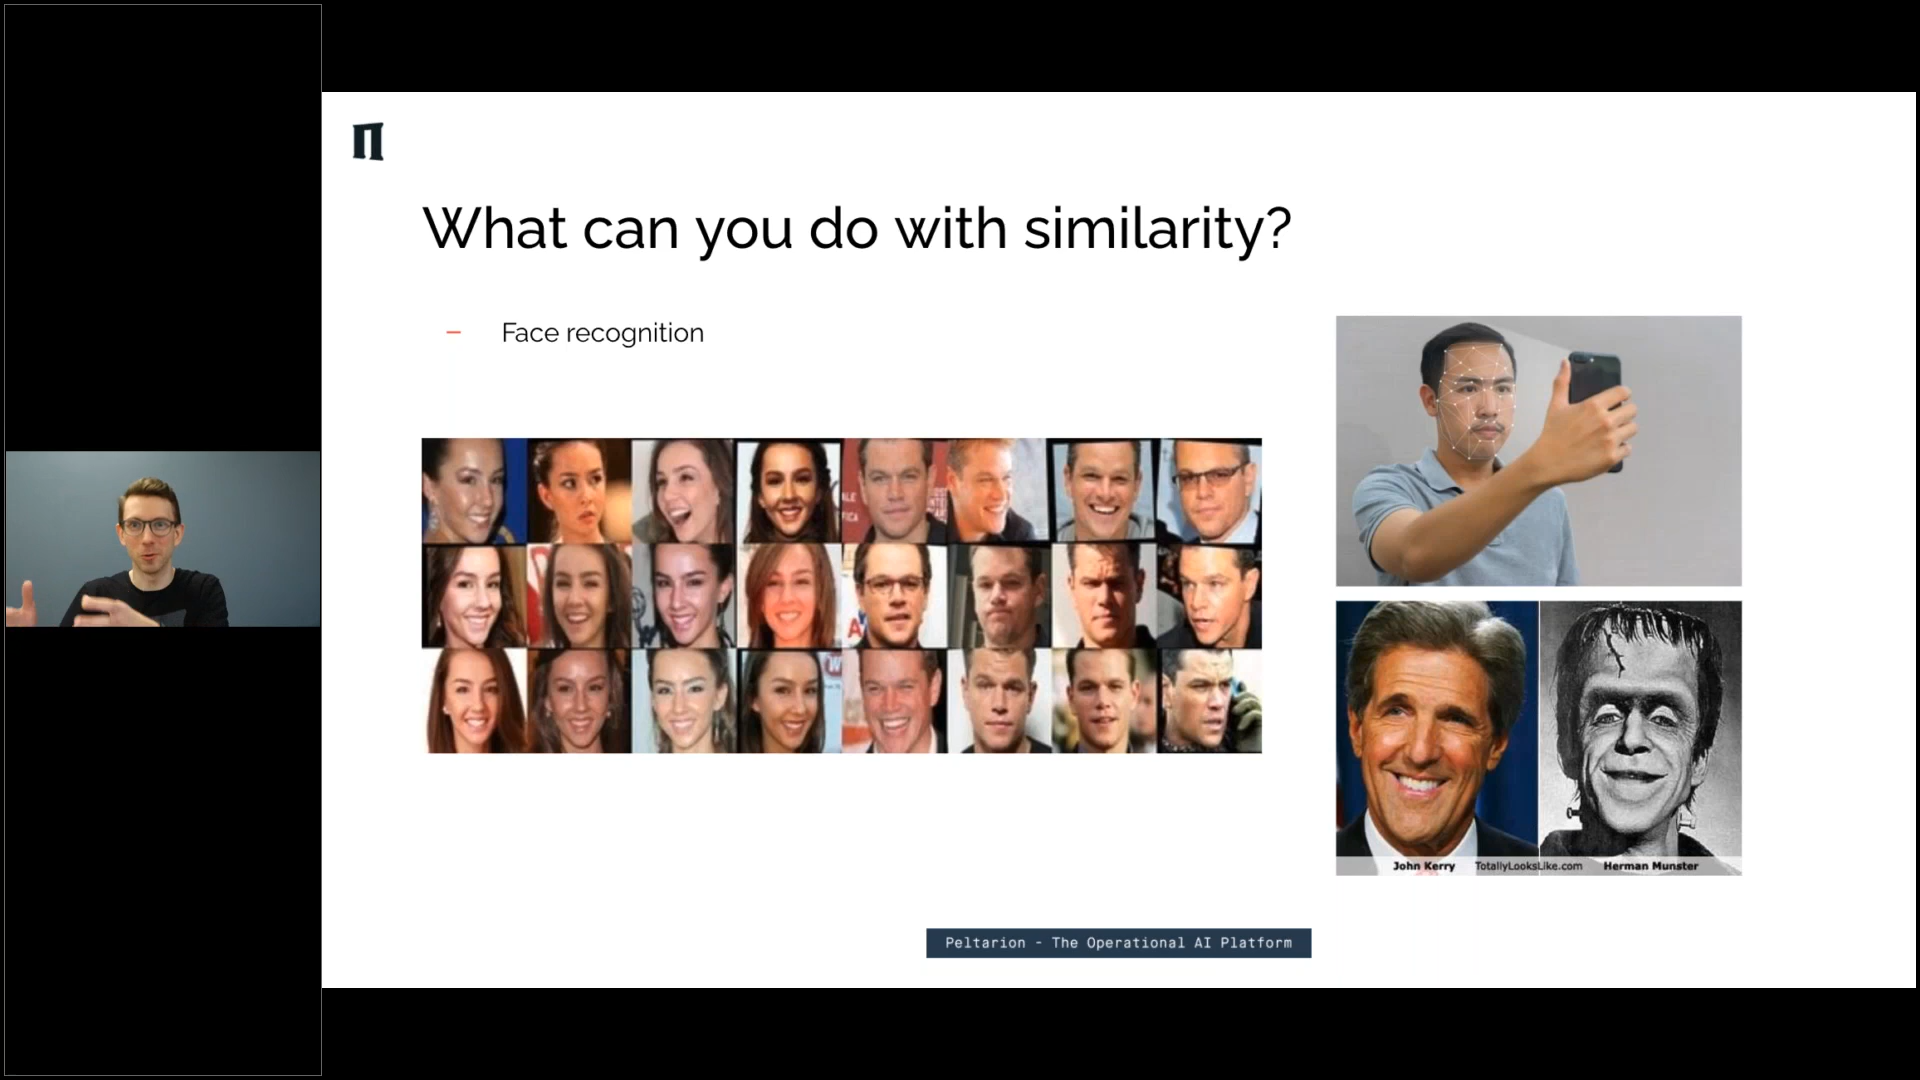 What can you do with similarity?
– Face recognition
John Kerry TotallyLooksLike.com Herman Munster
Peltarion - The Operational AI Platform